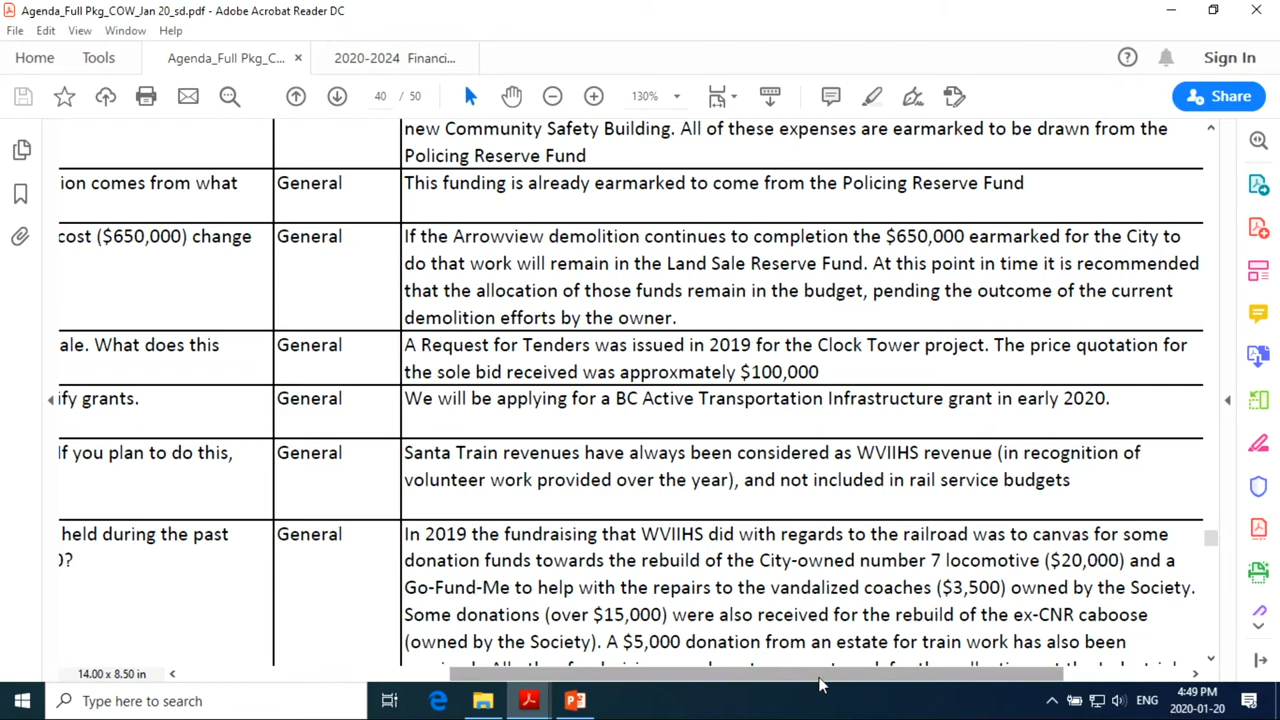 Agenda_Full Pkg_COW_Jan 20_sd.pdf - Adobe Acrobat Reader DC
File Edit View Window Help
Home Tools Agenda_Full Pkg_C... × 2020-2024 Financi... Sign In
40 / 50 130% Share
new Community Safety Building. All of these expenses are earmarked to be drawn from the
Policing Reserve Fund
ion comes from what General This funding is already earmarked to come from the Policing Reserve Fund
cost ($650,000) change General If the Arrowview demolition continues to completion the $650,000 earmarked for the City to
do that work will remain in the Land Sale Reserve Fund. At this point in time it is recommended
that the allocation of those funds remain in the budget, pending the outcome of the current
demolition efforts by the owner.
ale. What does this General A Request for Tenders was issued in 2019 for the Clock Tower project. The price quotation for
the sole bid received was approxmately $100,000
ify grants. General We will be applying for a BC Active Transportation Infrastructure grant in early 2020.
If you plan to do this, General Santa Train revenues have always been considered as WVIIHS revenue (in recognition of
volunteer work provided over the year), and not included in rail service budgets
held during the past General In 2019 the fundraising that WVIIHS did with regards to the railroad was to canvas for some
)? donation funds towards the rebuild of the City-owned number 7 locomotive ($20,000) and a
Go-Fund-Me to help with the repairs to the vandalized coaches ($3,500) owned by the Society.
Some donations (over $15,000) were also received for the rebuild of the ex-CNR caboose
(owned by the Society). A $5,000 donation from an estate for train work has also been
14.00 x 8.50 in
Type here to search ENG 4:49 PM
2020-01-20